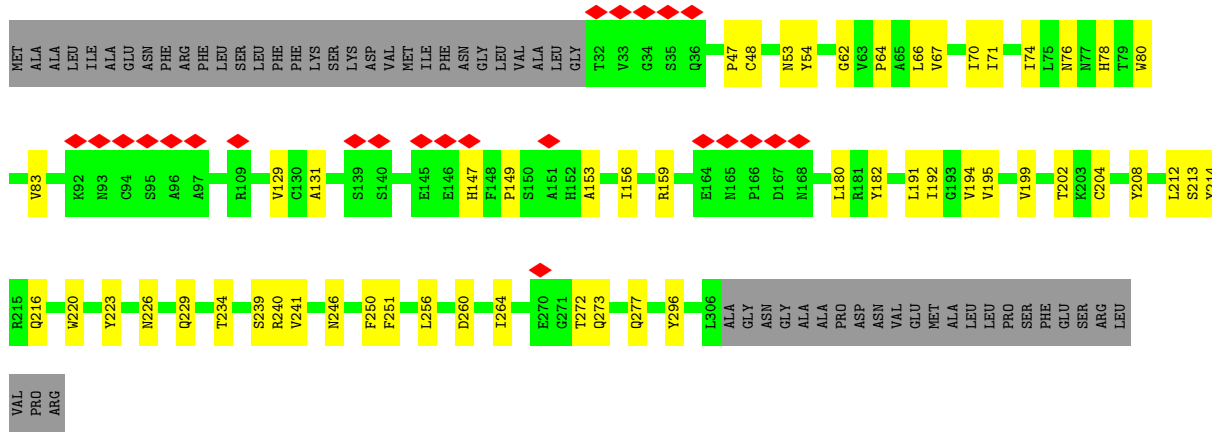 MET ALA ALA LEU ILE ALA GLU ASN PHE ARG PHE LEU SER LEU PHE PHE LYS SER LYS ASP VAL MET ILE PHE ASN GLY LEU VAL ALA LEU GLY T32 V33 G34 S35 Q36 P47 C48 N53 Y54 G62 V63 P64 A65 L66 V67 I70 I71 I74 L75 N76 N77 H78 T79 W80
V83 K92 N93 C94 S95 A96 A97 R109 V129 C130 A131 S139 S140 E145 E146 H147 F148 P149 S150 A151 H152 A153 I156 R159 E164 N165 P166 D167 N168 L180 R181 Y182 L191 I192 G193 V194 V195 V199 T202 K203 C204 Y208 L212 S213 Y214
R215 Q216 W220 Y223 N226 Q229 T234 S239 R240 V241 N246 F250 F251 L256 D260 I264 E270 G271 T272 Q273 Q277 Y296 L306 ALA GLY ASN GLY ALA ALA PRO ASP ASN VAL GLU MET ALA LEU LEU PRO SER PHE GLU SER ARG LEU
VAL PRO ARG